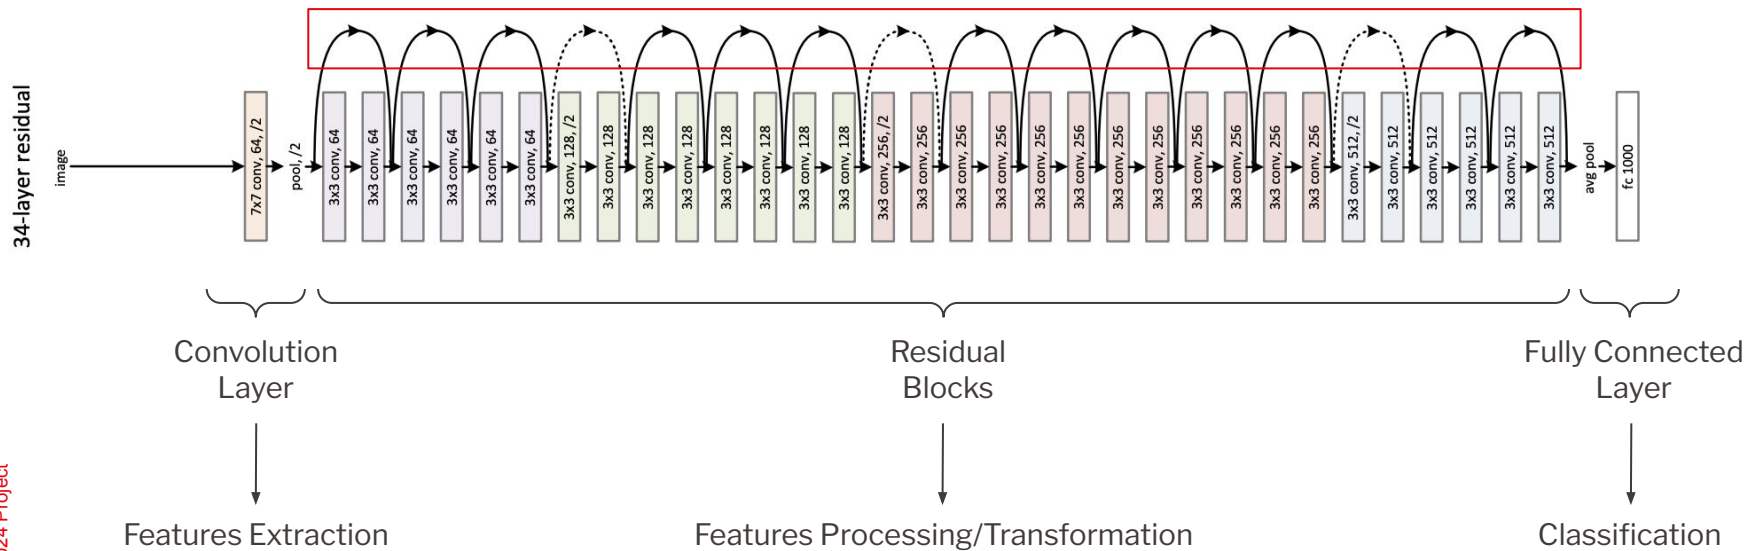 34-layer residual
image
7x7 conv, 64, /2
pool, /2
3x3 conv, 64
3x3 conv, 64
3x3 conv, 64
3x3 conv, 64
3x3 conv, 64
3x3 conv, 64
3x3 conv, 128, /2
3x3 conv, 128
3x3 conv, 128
3x3 conv, 128
3x3 conv, 128
3x3 conv, 128
3x3 conv, 128
3x3 conv, 128
3x3 conv, 256, /2
3x3 conv, 256
3x3 conv, 256
3x3 conv, 256
3x3 conv, 256
3x3 conv, 256
3x3 conv, 256
3x3 conv, 256
3x3 conv, 256
3x3 conv, 256
3x3 conv, 256
3x3 conv, 256
3x3 conv, 512, /2
3x3 conv, 512
3x3 conv, 512
3x3 conv, 512
3x3 conv, 512
3x3 conv, 512
avg pool
fc 1000
Convolution
Layer
Residual
Blocks
Fully Connected
Layer
Features Extraction
Features Processing/Transformation
Classification
Project